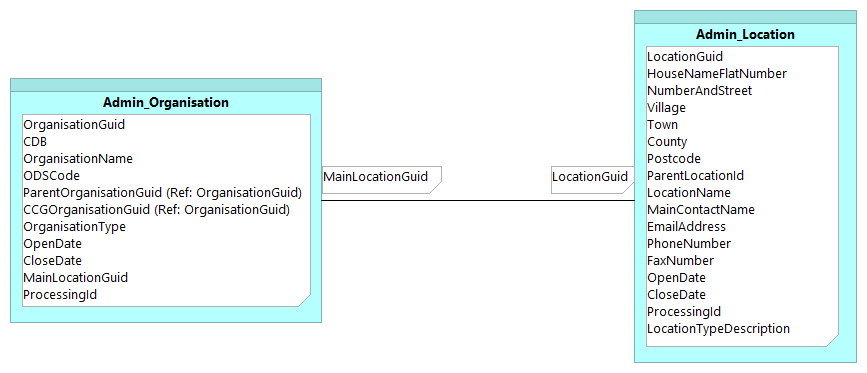 Admin_Organisation
OrganisationGuid
CDB
OrganisationName
ODSCode
ParentOrganisationGuid (Ref: OrganisationGuid)
CCGOrganisationGuid (Ref: OrganisationGuid)
OrganisationType
OpenDate
CloseDate
MainLocationGuid
ProcessingId
MainLocationGuid
LocationGuid
Admin_Location
LocationGuid
HouseNameFlatNumber
NumberAndStreet
Village
Town
County
Postcode
ParentLocationId
LocationName
MainContactName
EmailAddress
PhoneNumber
FaxNumber
OpenDate
CloseDate
ProcessingId
LocationTypeDescription